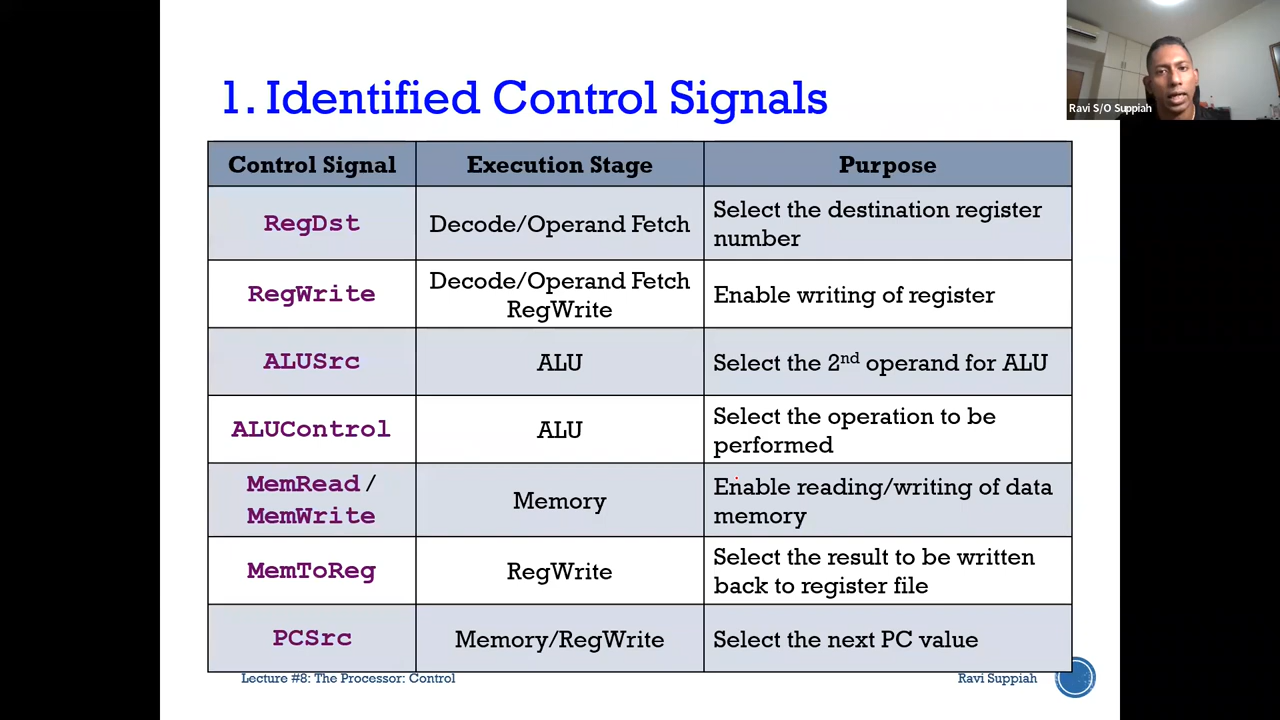 1. Identified Control Signals
Ravi S/O Suppiah
Control Signal
Execution Stage
Purpose
RegDst
Decode/Operand Fetch
Select the destination register
number
RegWrite
Decode/Operand Fetch
RegWrite
Enable writing of register
ALUSrc
ALU
Select the 2nd operand for ALU
ALUControl
ALU
Select the operation to be
performed
MemRead /
MemWrite
Memory
Enable reading/writing of data
memory
MemToReg
RegWrite
Select the result to be written
back to register file
PCSrc
Memory/RegWrite
Select the next PC value
Lecture #8: The Processor: Control
Ravi Suppiah